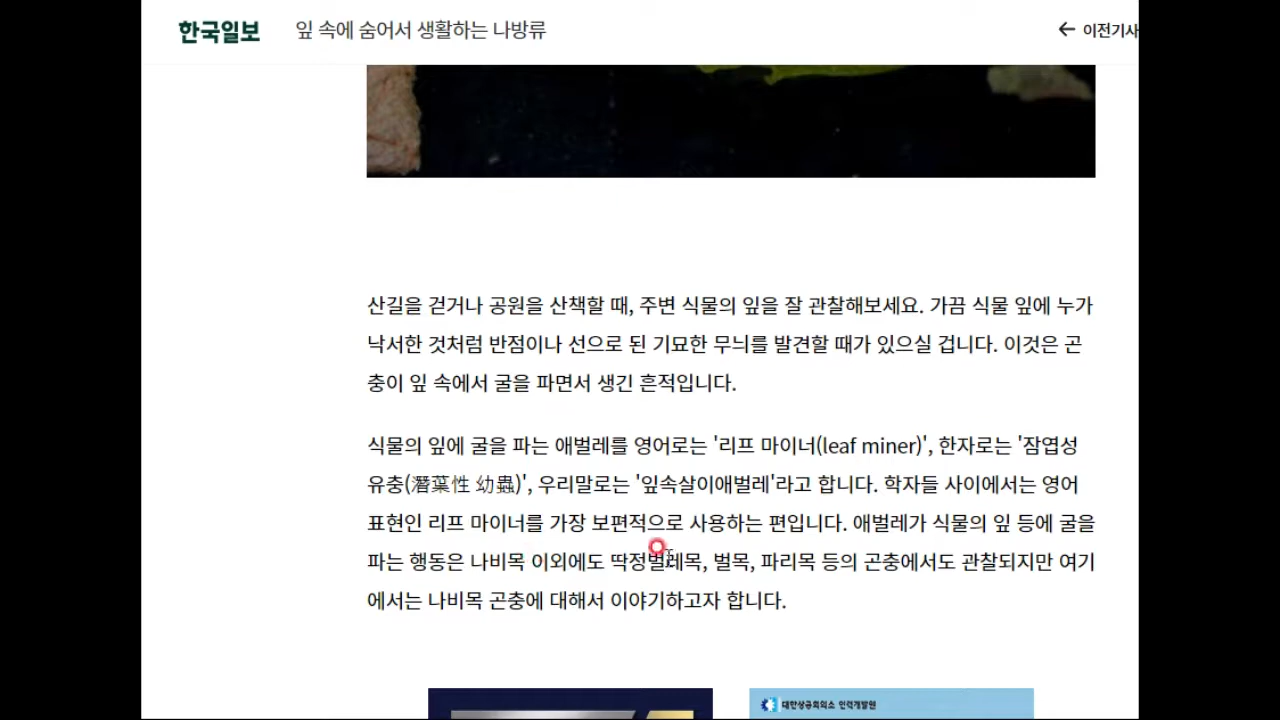 한국일보
잎 속에 숨어서 생활하는 나방류
이전기사
산길을 걷거나 공원을 산책할 때, 주변 식물의 잎을 잘 관찰해보세요. 가끔 식물 잎에 누가
낙서한 것처럼 반점이나 선으로 된 기묘한 무늬를 발견할 때가 있으실 겁니다. 이것은 곤
충이 잎 속에서 굴을 파면서 생긴 흔적입니다.
식물의 잎에 굴을 파는 애벌레를 영어로는 '리프 마이너(leaf miner)', 한자로는 '잠엽성
유충(潛葉性 幼蟲)', 우리말로는 '잎속살이애벌레'라고 합니다. 학자들 사이에서는 영어
표현인 리프 마이너를 가장 보편적으로 사용하는 편입니다. 애벌레가 식물의 잎 등에 굴을
파는 행동은 나비목 이외에도 딱정벌레목, 벌목, 파리목 등의 곤충에서도 관찰되지만 여기
에서는 나비목 곤충에 대해서 이야기하고자 합니다.
대한상공회의소 인력개발원